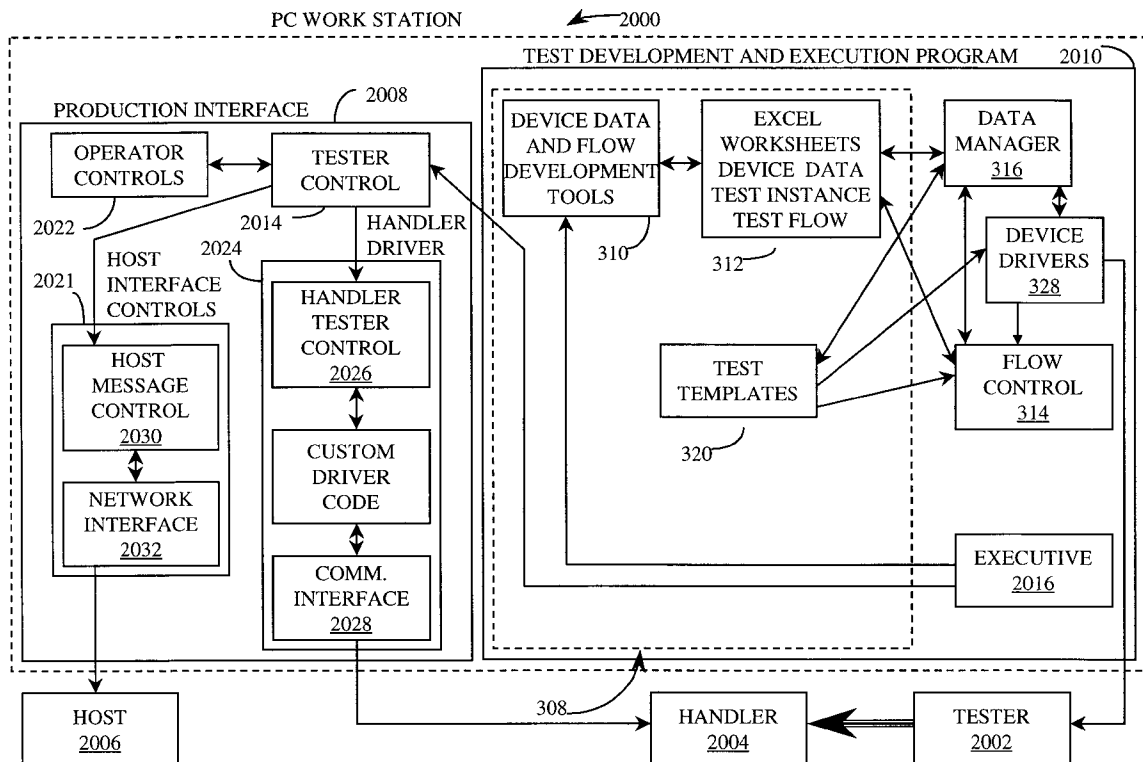 PC WORK STATION
2000
TEST DEVELOPMENT AND EXECUTION PROGRAM
2010
PRODUCTION INTERFACE
2008
OPERATOR
CONTROLS
2022
TESTER
CONTROL
2014
HANDLER
DRIVER
2024
HOST
INTERFACE
CONTROLS
2021
HOST
MESSAGE
CONTROL
2030
NETWORK
INTERFACE
2032
HANDLER
TESTER
CONTROL
2026
CUSTOM
DRIVER
CODE
COMM.
INTERFACE
2028
DEVICE DATA
AND FLOW
DEVELOPMENT
TOOLS
310
EXCEL
WORKSHEETS
DEVICE DATA
TEST INSTANCE
TEST FLOW
312
DATA
MANAGER
316
DEVICE
DRIVERS
328
TEST
TEMPLATES
320
FLOW
CONTROL
314
EXECUTIVE
2016
308
HOST
2006
HANDLER
2004
TESTER
2002